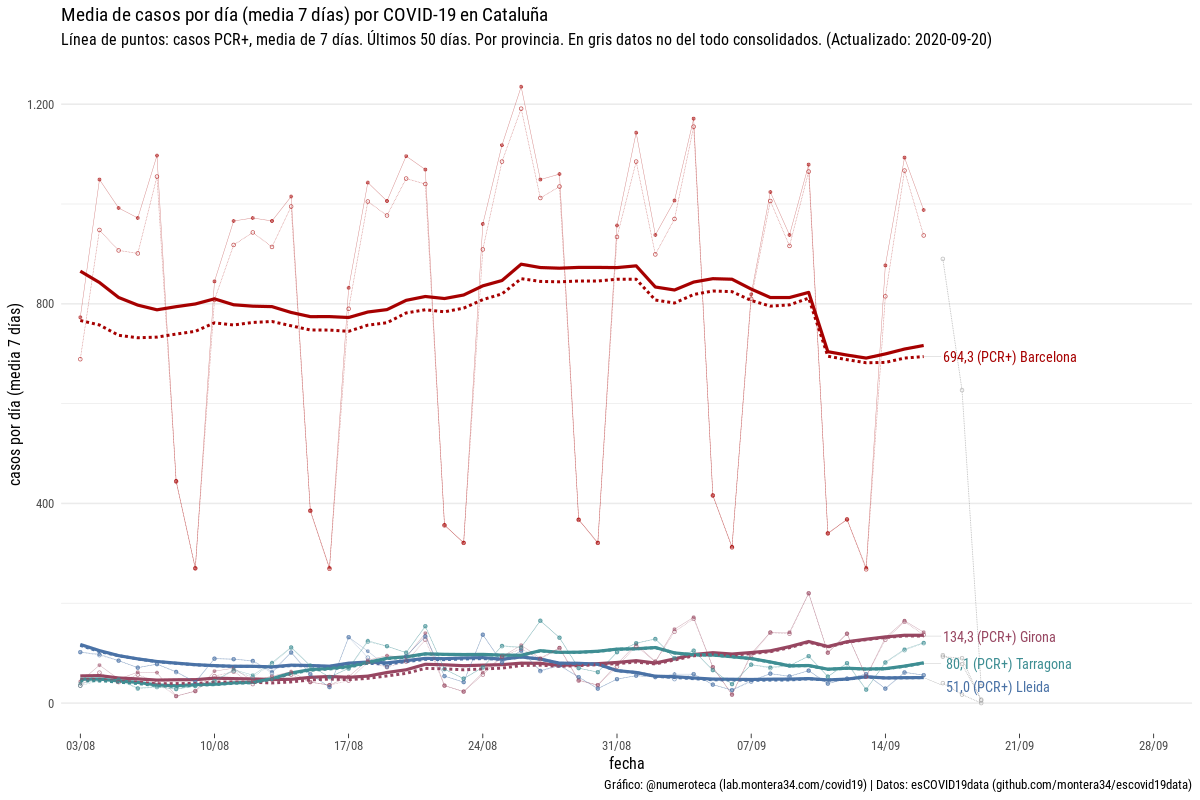 Media de casos por día (media 7 días) por COVID-19 en Cataluña
Línea de puntos: casos PCR+, media de 7 días. Últimos 50 días. Por provincia. En gris datos no del todo consolidados. (Actualizado: 2020-09-20)
casos por día (media 7 días)
1.200
800
400
0
694,3 (PCR+) Barcelona
134,3 (PCR+) Girona
80,1 (PCR+) Tarragona
51,0 (PCR+) Lleida
03/08 10/08 17/08 24/08 31/08 07/09 14/09 21/09 28/09
fecha
Gráfico: @numeroteca (lab.montera34.com/covid19) | Datos: esCOVID19data (github.com/montera34/escovid19data)